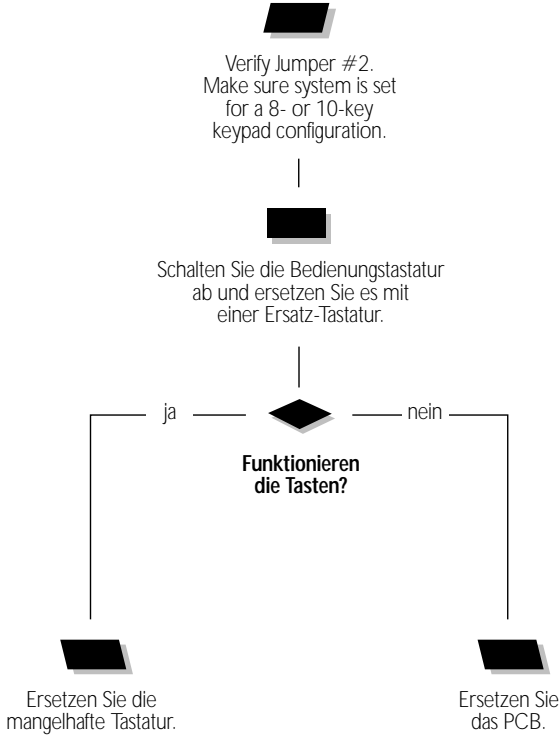 Verify Jumper #2.
Make sure system is set
for a 8- or 10-key
keypad configuration.
Schalten Sie die Bedienungstastatur
ab und ersetzen Sie es mit
einer Ersatz-Tastatur.
ja
nein
Funktionieren
die Tasten?
Ersetzen Sie die
mangelhafte Tastatur.
Ersetzen Sie
das PCB.